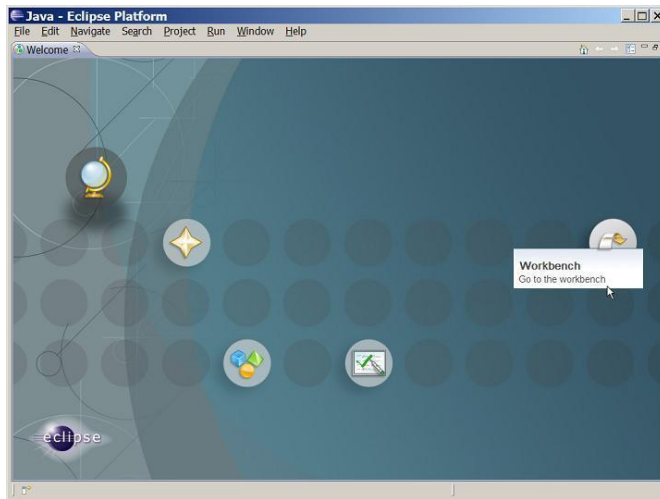 Java - Eclipse Platform
File Edit Navigate Search Project Run Window Help
Welcome
Workbench
Go to the workbench
eclipse